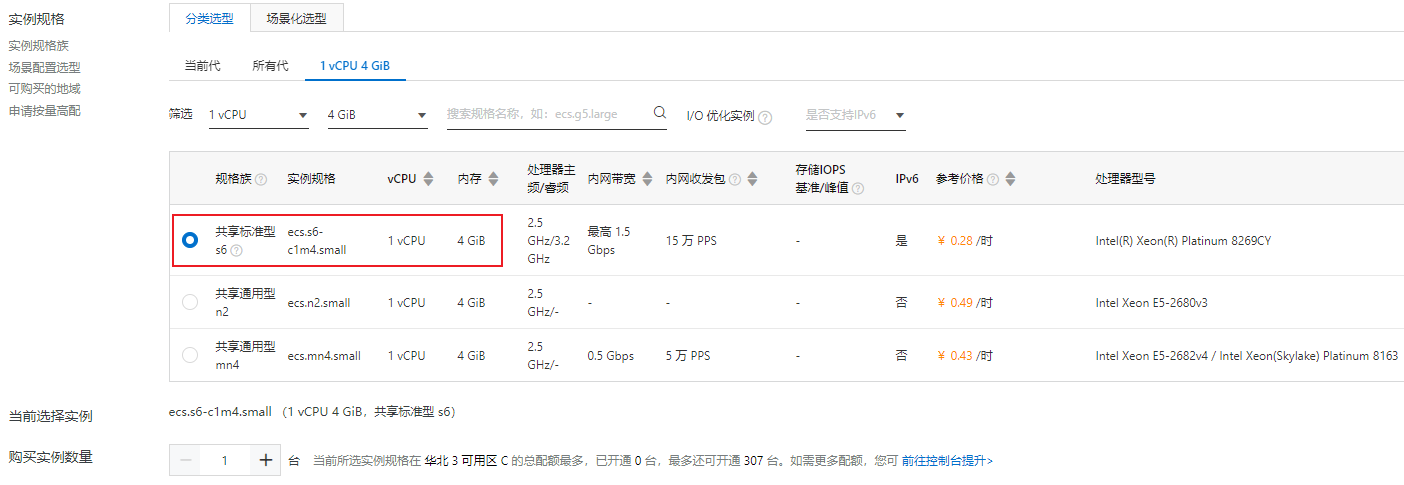 实例规格
实例规格族
场景配置选型
可购买的地域
申请按量高配
分类选型 场景化选型
当前代 所有代 1 vCPU 4 GiB
筛选 1 vCPU 4 GiB 搜索规格名称，如：ecs.g5.large I/O 优化实例 ? 是否支持IPv6
规格族 ? 实例规格 vCPU 内存 处理器主频/睿频 内网带宽 内网收发包 ? 存储IOPS 基准/峰值 ? IPv6 参考价格 ? 处理器型号
共享标准型 s6 ? ecs.s6-c1m4.small 1 vCPU 4 GiB 2.5 GHz/3.2 GHz 最高 1.5 Gbps 15 万 PPS - 是 ¥ 0.28 /时 Intel(R) Xeon(R) Platinum 8269CY
共享通用型 n2 ecs.n2.small 1 vCPU 4 GiB 2.5 GHz/- - - - 否 ¥ 0.49 /时 Intel Xeon E5-2680v3
共享通用型 mn4 ecs.mn4.small 1 vCPU 4 GiB 2.5 GHz/- 0.5 Gbps 5 万 PPS - 否 ¥ 0.43 /时 Intel Xeon E5-2682v4 / Intel Xeon(Skylake) Platinum 8163
当前选择实例 ecs.s6-c1m4.small （1 vCPU 4 GiB，共享标准型 s6）
购买实例数量 − 1 + 台 当前所选实例规格在 华北 3 可用区 C 的总配额最多，已开通 0 台，最多还可开通 307 台。如需更多配额，您可 前往控制台提升>